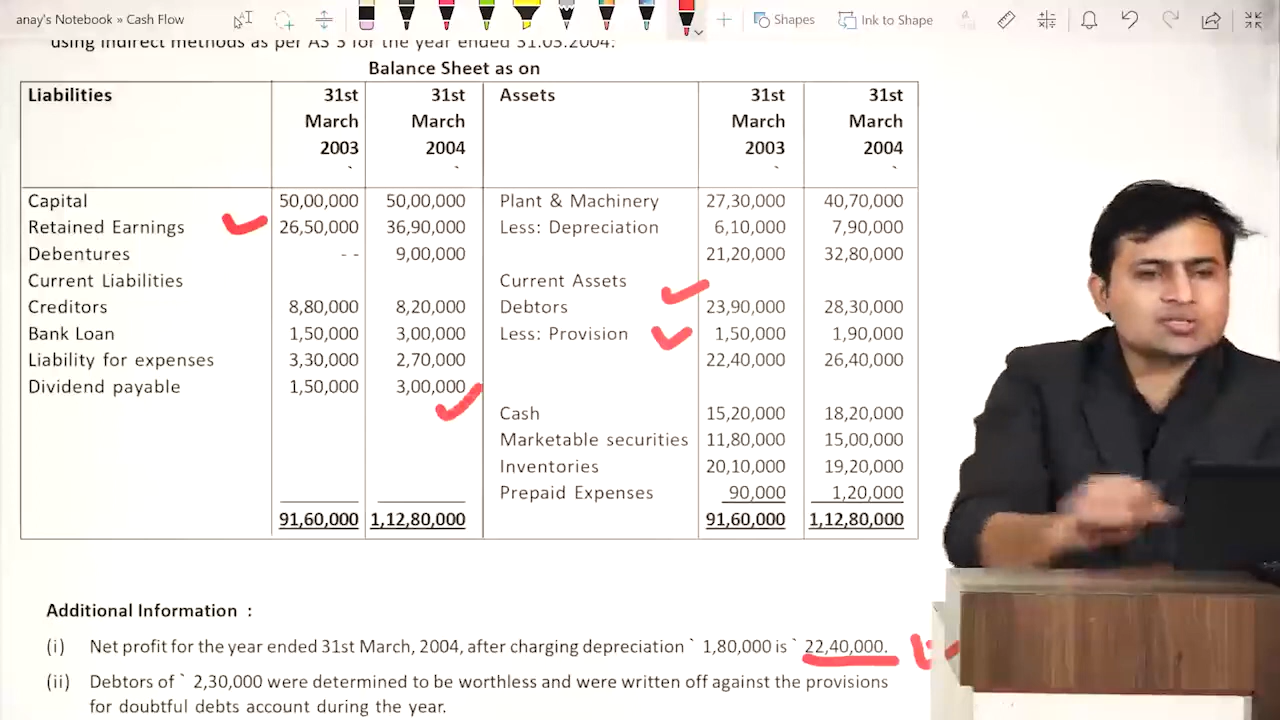 anay's Notebook » Cash Flow
Shapes
Ink to Shape
using indirect methods as per AS 3 for the year ended 31.03.2004:
Balance Sheet as on
Liabilities 31st March 2003 ` 31st March 2004 ` Assets 31st March 2003 ` 31st March 2004 `
Capital 50,00,000 50,00,000 Plant & Machinery 27,30,000 40,70,000
Retained Earnings 26,50,000 36,90,000 Less: Depreciation 6,10,000 7,90,000
Debentures - - 9,00,000 21,20,000 32,80,000
Current Liabilities Current Assets
Creditors 8,80,000 8,20,000 Debtors 23,90,000 28,30,000
Bank Loan 1,50,000 3,00,000 Less: Provision 1,50,000 1,90,000
Liability for expenses 3,30,000 2,70,000 22,40,000 26,40,000
Dividend payable 1,50,000 3,00,000
Cash 15,20,000 18,20,000
Marketable securities 11,80,000 15,00,000
Inventories 20,10,000 19,20,000
Prepaid Expenses 90,000 1,20,000
91,60,000 1,12,80,000 91,60,000 1,12,80,000
Additional Information :
(i) Net profit for the year ended 31st March, 2004, after charging depreciation ` 1,80,000 is ` 22,40,000.
(ii) Debtors of ` 2,30,000 were determined to be worthless and were written off against the provisions
for doubtful debts account during the year.